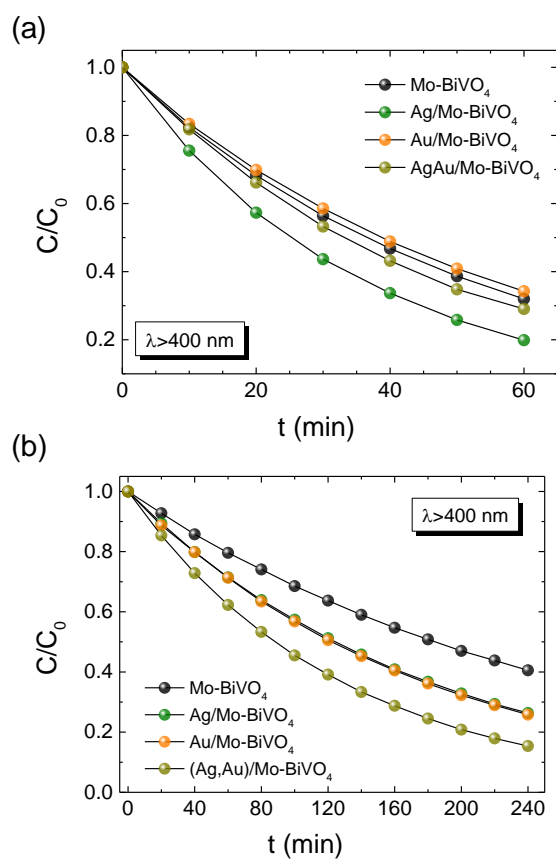 (a)
1.0
0.8
0.6
0.4
0.2
C/C₀
Mo-BiVO₄
Ag/Mo-BiVO₄
Au/Mo-BiVO₄
AgAu/Mo-BiVO₄
λ>400 nm
0 20 40 60
t (min)
(b)
1.0
0.8
0.6
0.4
0.2
0.0
C/C₀
λ>400 nm
Mo-BiVO₄
Ag/Mo-BiVO₄
Au/Mo-BiVO₄
(Ag,Au)/Mo-BiVO₄
0 40 80 120 160 200 240
t (min)